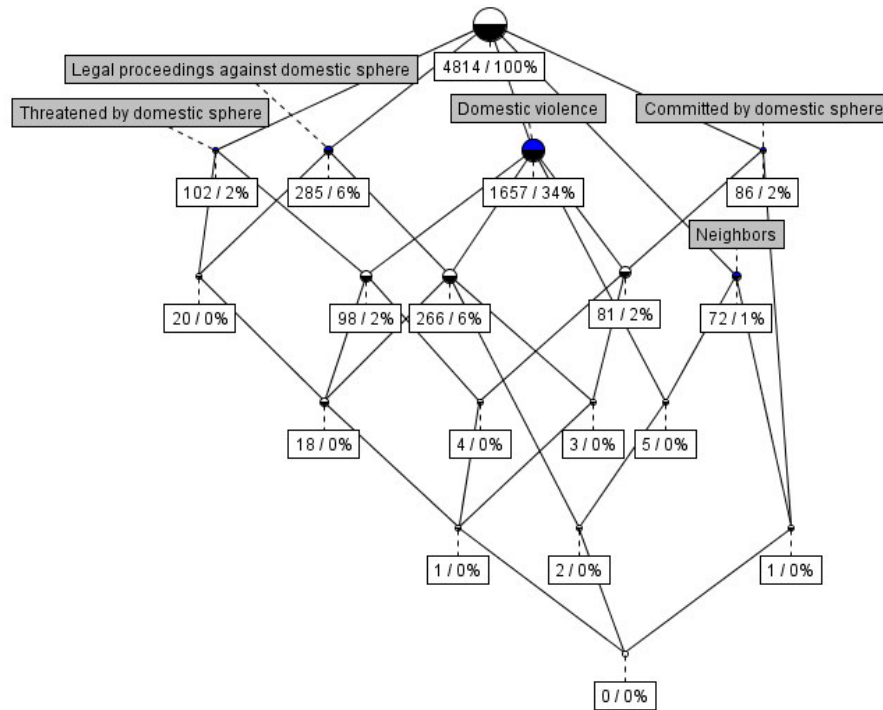 4814 / 100%
Legal proceedings against domestic sphere
Threatened by domestic sphere
Domestic violence
Committed by domestic sphere
102 / 2%
285 / 6%
1657 / 34%
86 / 2%
Neighbors
20 / 0%
98 / 2%
266 / 6%
81 / 2%
72 / 1%
18 / 0%
4 / 0%
3 / 0%
5 / 0%
1 / 0%
2 / 0%
1 / 0%
0 / 0%